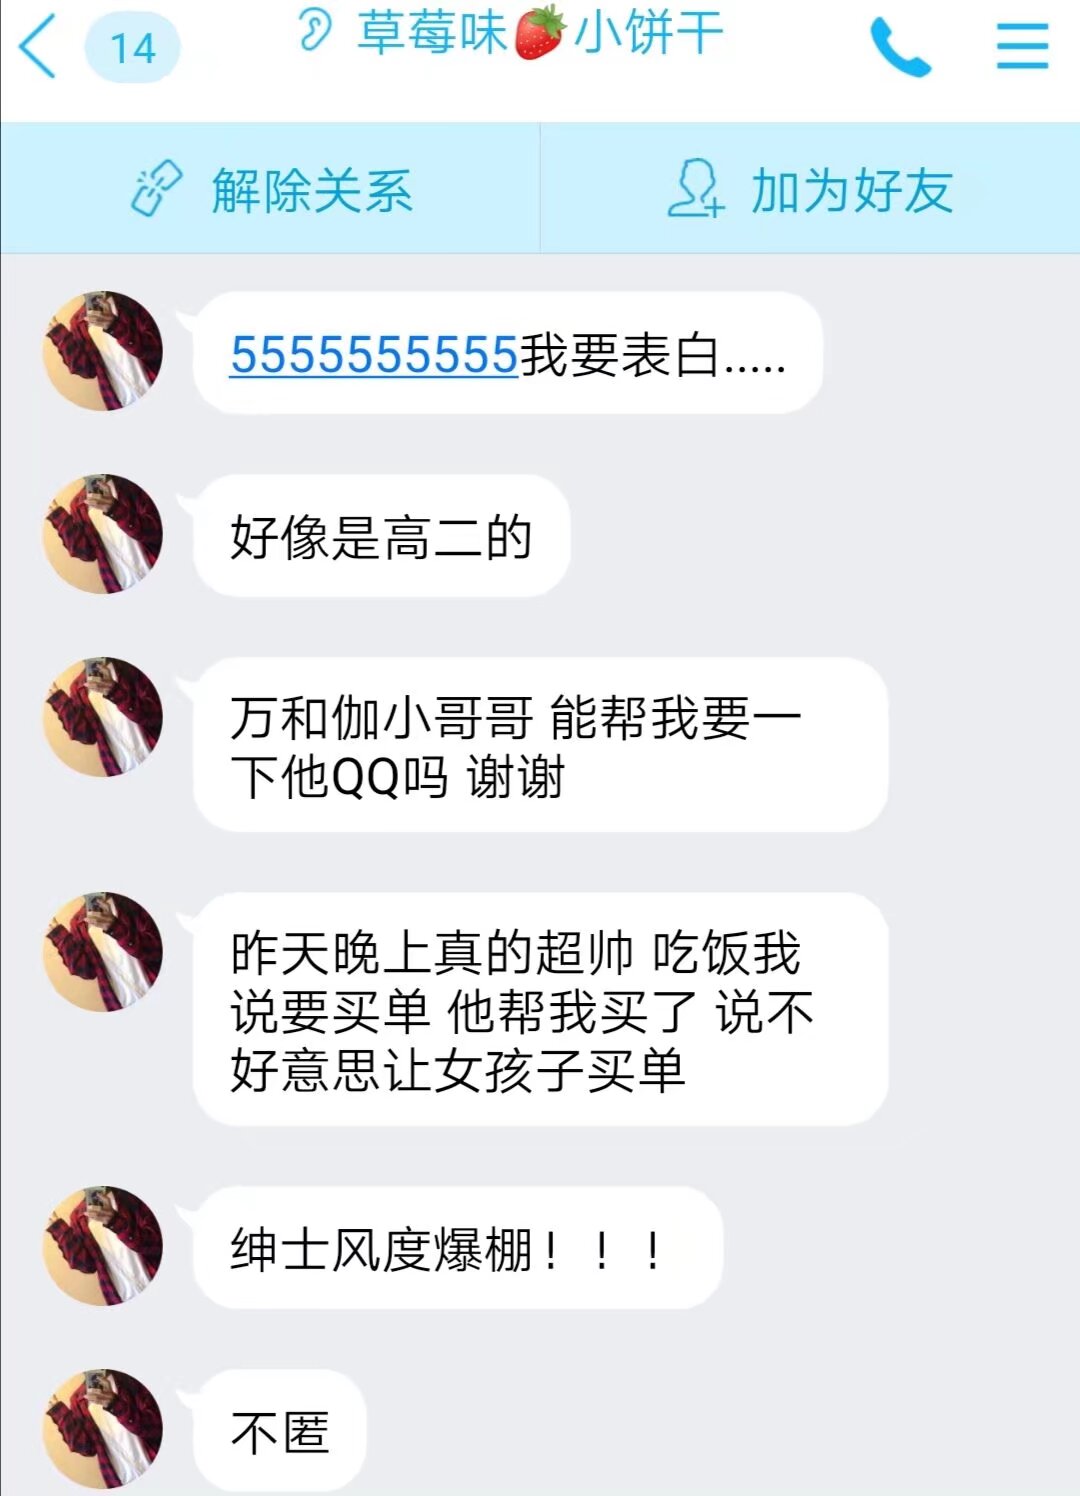 14
草莓味🍓小饼干
解除关系
加为好友
5555555555我要表白.....
好像是高二的
万和伽小哥哥 能帮我要一
下他QQ吗 谢谢
昨天晚上真的超帅 吃饭我
说要买单 他帮我买了 说不
好意思让女孩子买单
绅士风度爆棚！！！
不匿